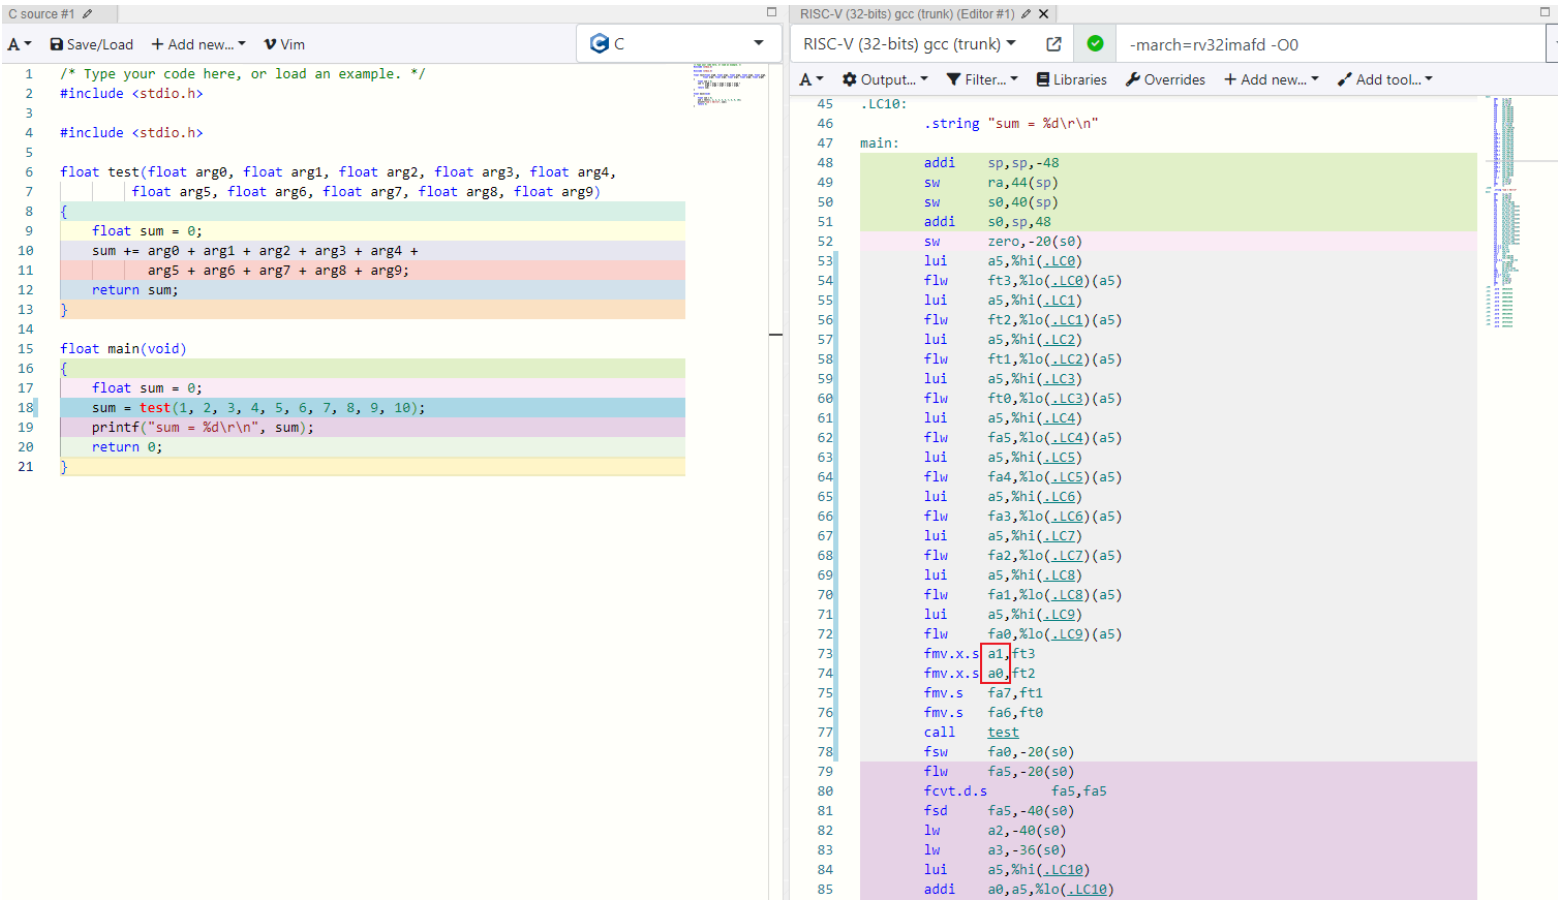 C source #1
A Save/Load + Add new... Vim C
1 /* Type your code here, or load an example. */
2 #include <stdio.h>
3
4 #include <stdio.h>
5
6 float test(float arg0, float arg1, float arg2, float arg3, float arg4,
7 float arg5, float arg6, float arg7, float arg8, float arg9)
8 {
9 float sum = 0;
10 sum += arg0 + arg1 + arg2 + arg3 + arg4 +
11 arg5 + arg6 + arg7 + arg8 + arg9;
12 return sum;
13 }
14
15 float main(void)
16 {
17 float sum = 0;
18 sum = test(1, 2, 3, 4, 5, 6, 7, 8, 9, 10);
19 printf("sum = %d\r\n", sum);
20 return 0;
21 }
RISC-V (32-bits) gcc (trunk) (Editor #1)
RISC-V (32-bits) gcc (trunk) -march=rv32imafd -O0
A Output... Filter... Libraries Overrides + Add new... Add tool...
45 .LC10:
46 .string "sum = %d\r\n"
47 main:
48 addi sp,sp,-48
49 sw ra,44(sp)
50 sw s0,40(sp)
51 addi s0,sp,48
52 sw zero,-20(s0)
53 lui a5,%hi(.LC0)
54 flw ft3,%lo(.LC0)(a5)
55 lui a5,%hi(.LC1)
56 flw ft2,%lo(.LC1)(a5)
57 lui a5,%hi(.LC2)
58 flw ft1,%lo(.LC2)(a5)
59 lui a5,%hi(.LC3)
60 flw ft0,%lo(.LC3)(a5)
61 lui a5,%hi(.LC4)
62 flw fa5,%lo(.LC4)(a5)
63 lui a5,%hi(.LC5)
64 flw fa4,%lo(.LC5)(a5)
65 lui a5,%hi(.LC6)
66 flw fa3,%lo(.LC6)(a5)
67 lui a5,%hi(.LC7)
68 flw fa2,%lo(.LC7)(a5)
69 lui a5,%hi(.LC8)
70 flw fa1,%lo(.LC8)(a5)
71 lui a5,%hi(.LC9)
72 flw fa0,%lo(.LC9)(a5)
73 fmv.x.s a1,ft3
74 fmv.x.s a0,ft2
75 fmv.s fa7,ft1
76 fmv.s fa6,ft0
77 call test
78 fsw fa0,-20(s0)
79 flw fa5,-20(s0)
80 fcvt.d.s fa5,fa5
81 fsd fa5,-40(s0)
82 lw a2,-40(s0)
83 lw a3,-36(s0)
84 lui a5,%hi(.LC10)
85 addi a0,a5,%lo(.LC10)